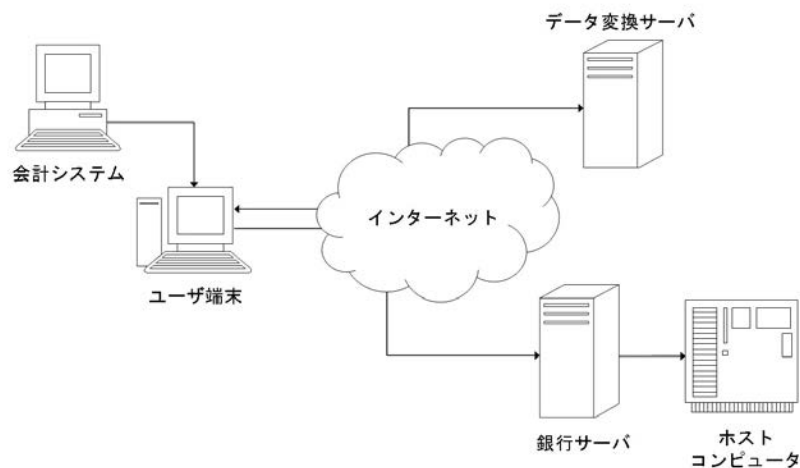 データ変換サーバ
会計システム
インターネット
ユーザ端末
銀行サーバ
ホスト
コンピュータ